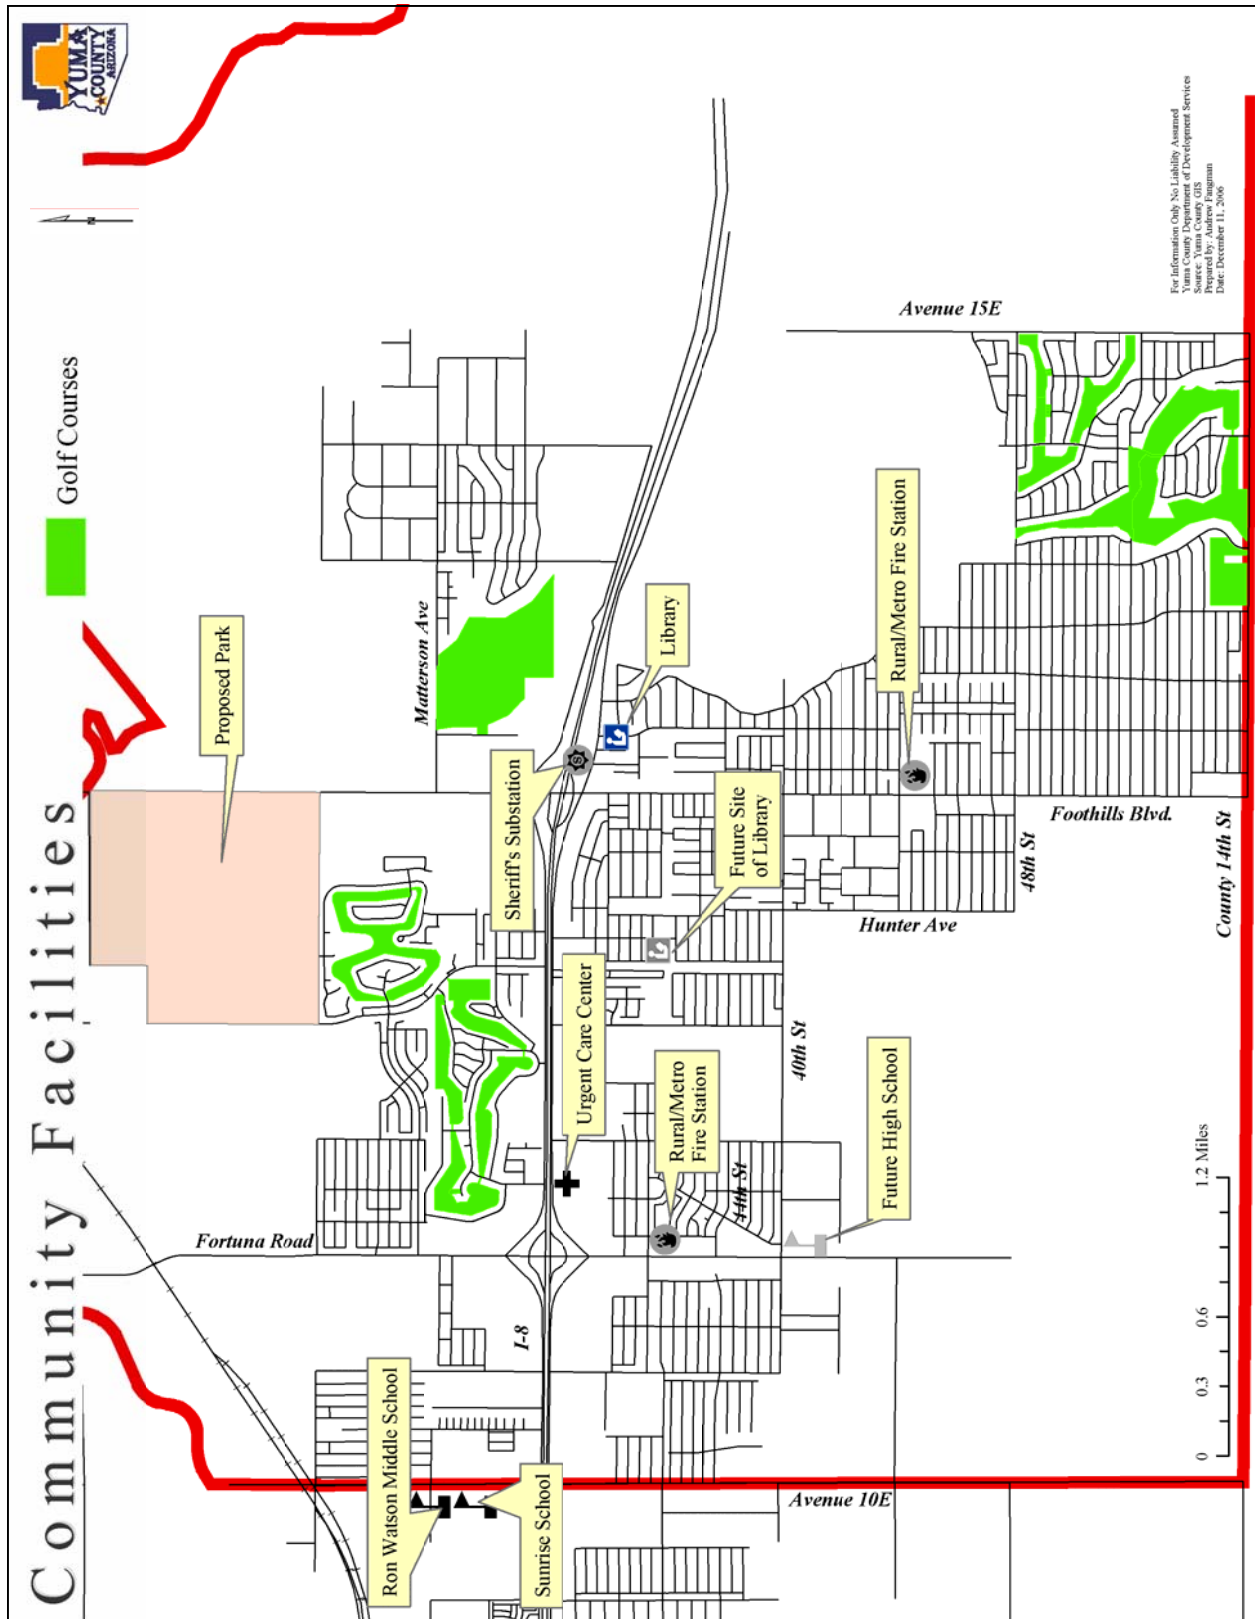 Community Facilities
Golf Courses
YUMA
COUNTY
ARIZONA
N
Proposed Park
Matterson Ave
Fortuna Road
Ron Watson Middle School
Sunrise School
I-8
Sheriff's Substation
Urgent Care Center
Library
Future Site
of Library
Rural/Metro
Fire Station
44th St
40th St
Future High School
Avenue 10E
Hunter Ave
Rural/Metro Fire Station
Avenue 15E
48th St
Foothills Blvd.
County 14th St
0 0.3 0.6 1.2 Miles
For Information Only No Liability Assumed
Yuma County Department of Development Services
Source: Yuma County GIS
Prepared by: Andrew Fangman
Date: December 11, 2006
S